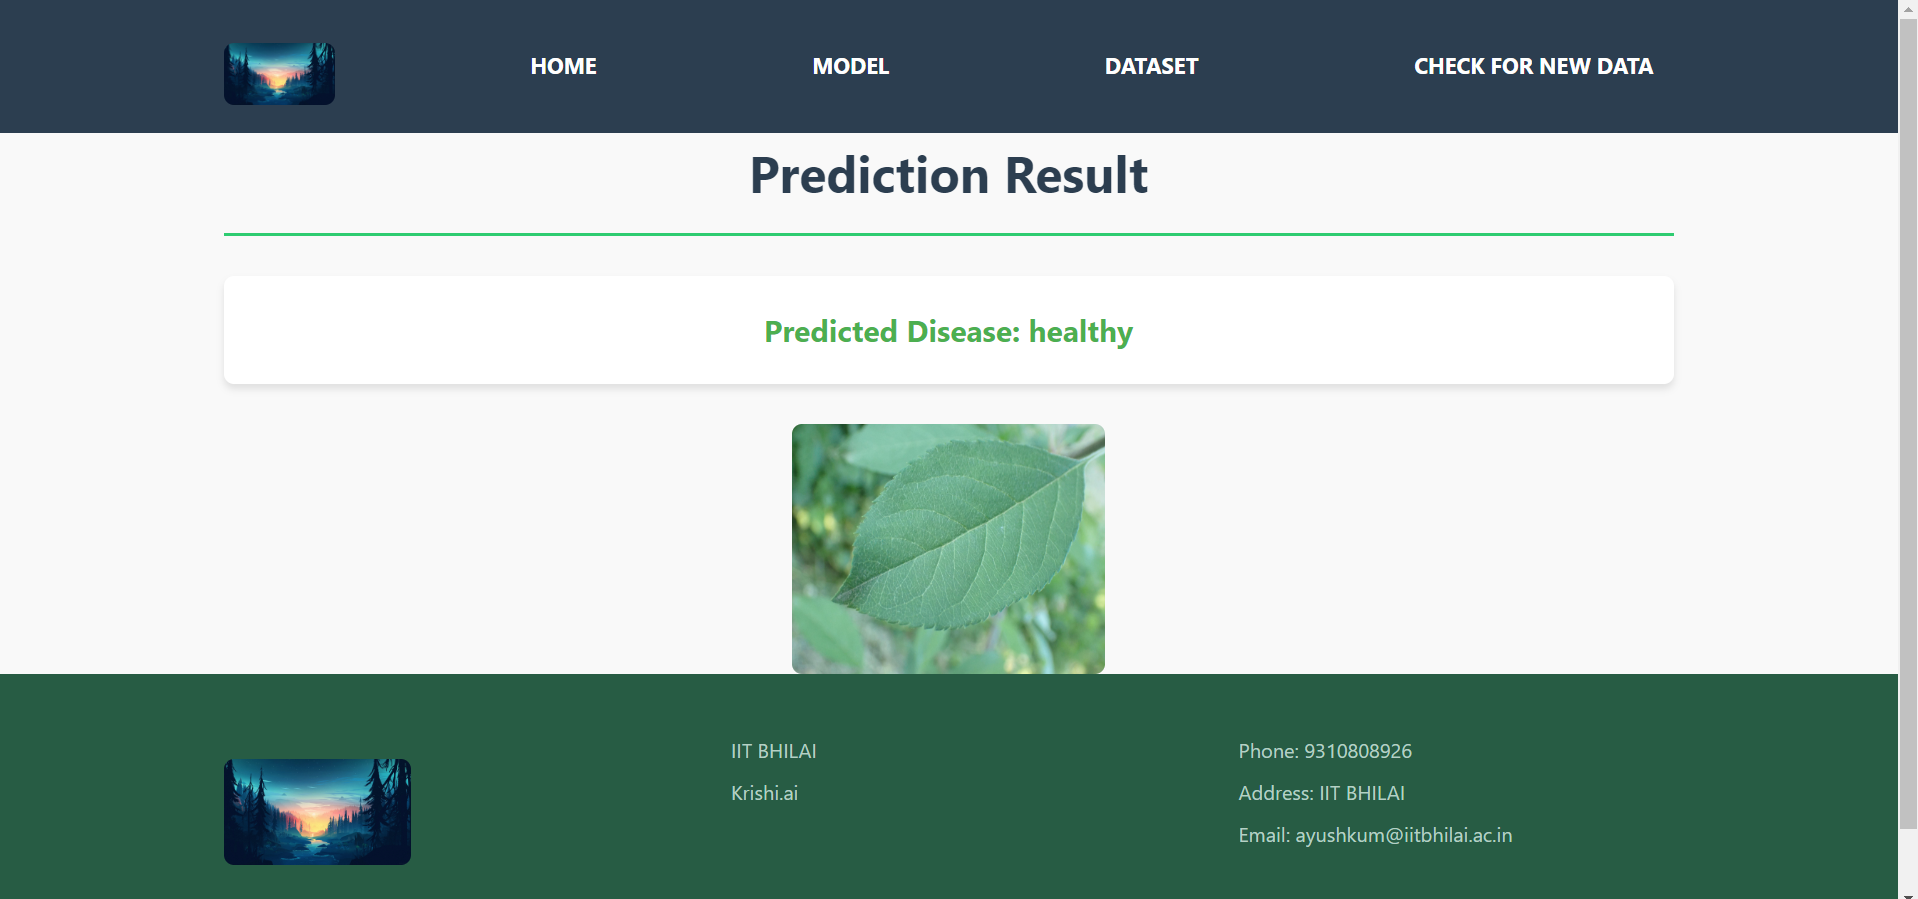 HOME
MODEL
DATASET
CHECK FOR NEW DATA
Prediction Result
Predicted Disease: healthy
IIT BHILAI
Krishi.ai
Phone: 9310808926
Address: IIT BHILAI
Email: ayushkum@iitbhilai.ac.in